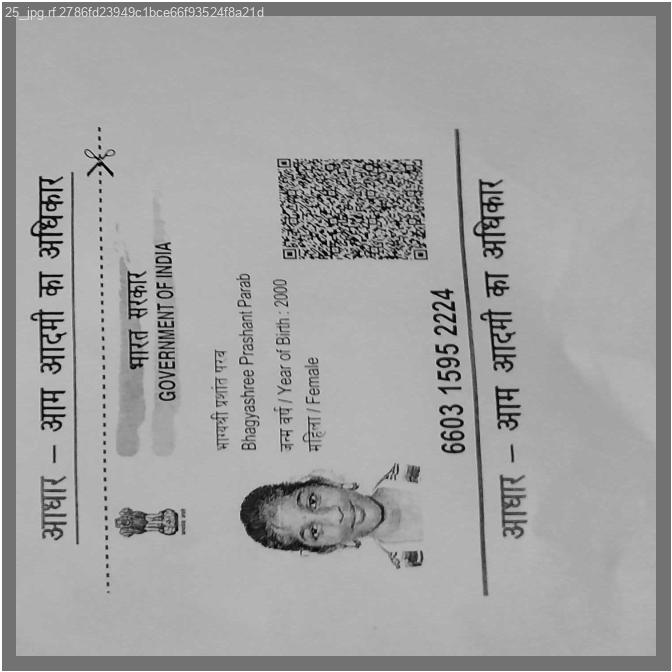 25_jpg.rf.2786fd23949c1bce66f93524f8a21d
आधार – आम आदमी का अधिकार
भारत सरकार
GOVERNMENT OF INDIA
भाग्यश्री प्रशांत परब
Bhagyashree Prashant Parab
जन्म वर्ष / Year of Birth : 2000
महिला / Female
6603 1595 2224
आधार – आम आदमी का अधिकार